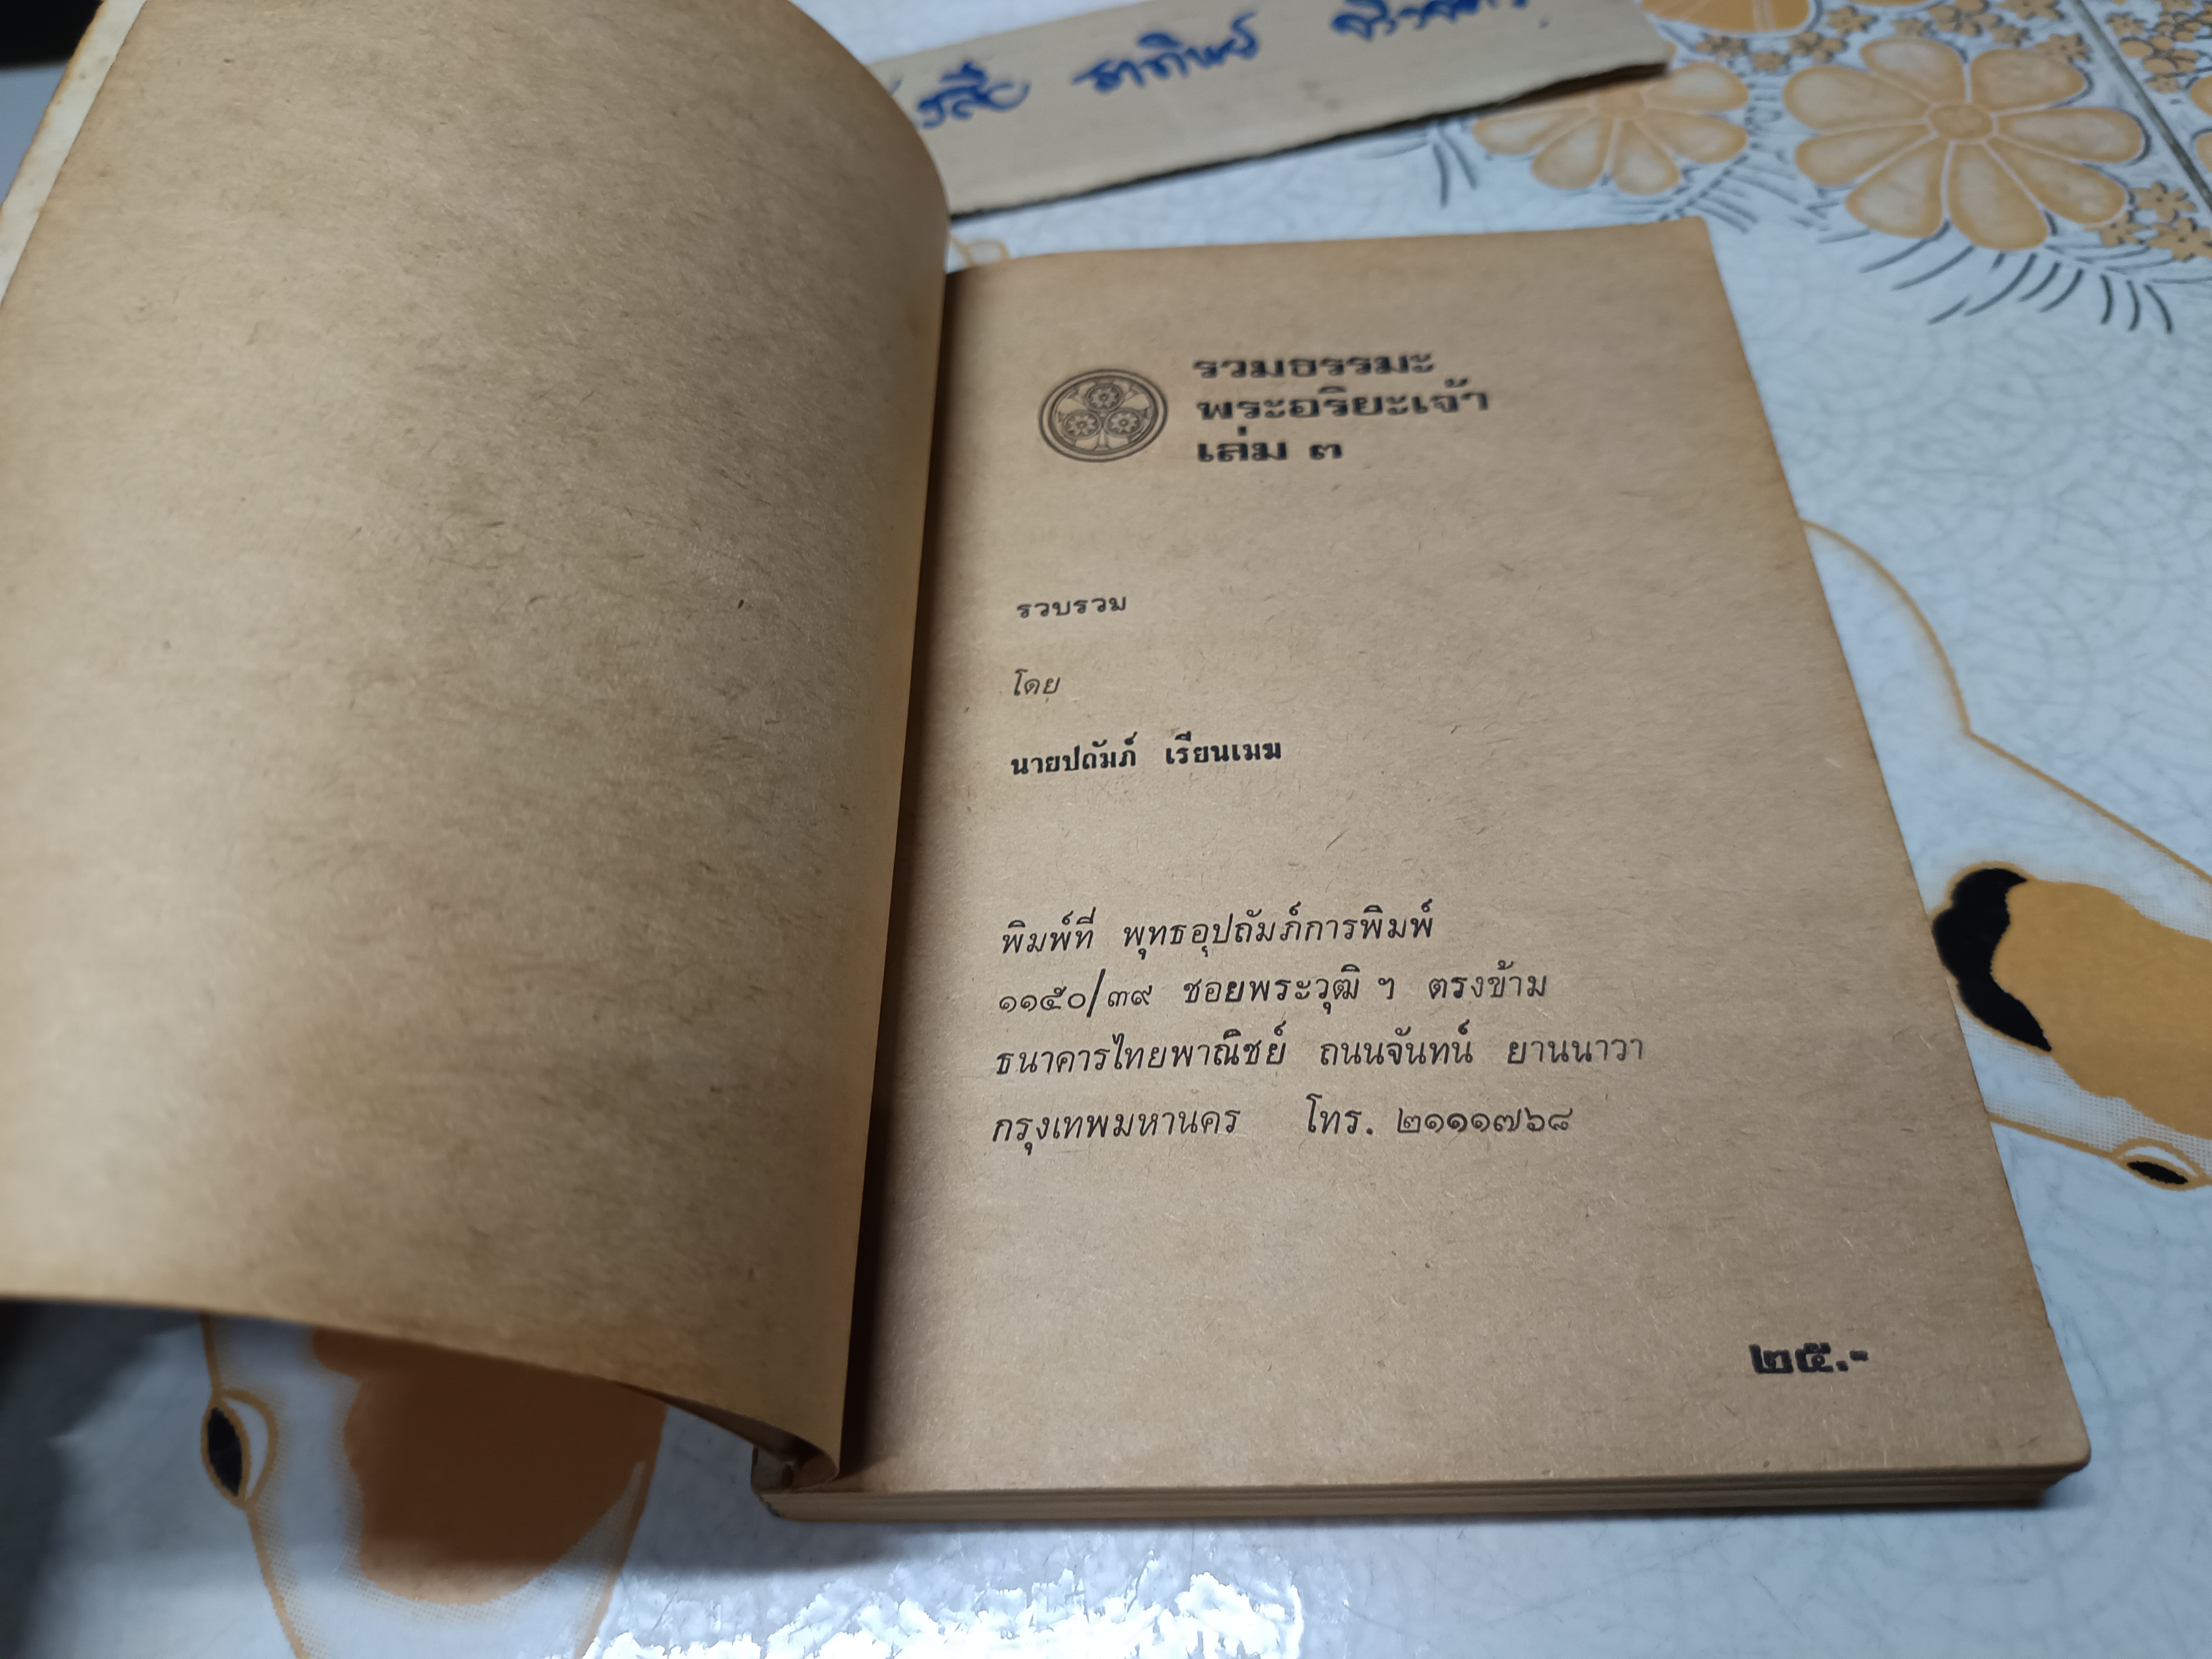 ธาทิพย์
รวมธรรมะ
พระอริยะเจ้า
เล่ม ๓
รวบรวม
โดย
นายปถัมภ์ เรียนเมฆ
พิมพ์ที่ พุทธอุปถัมภ์การพิมพ์
๑๑๕๐/๓๙ ซอยพระวุฒิ ฯ ตรงข้าม
ธนาคารไทยพาณิชย์ ถนนจันทน์ ยานนาวา
กรุงเทพมหานคร โทร. ๒๑๑๑๗๖๘
๒๕.-